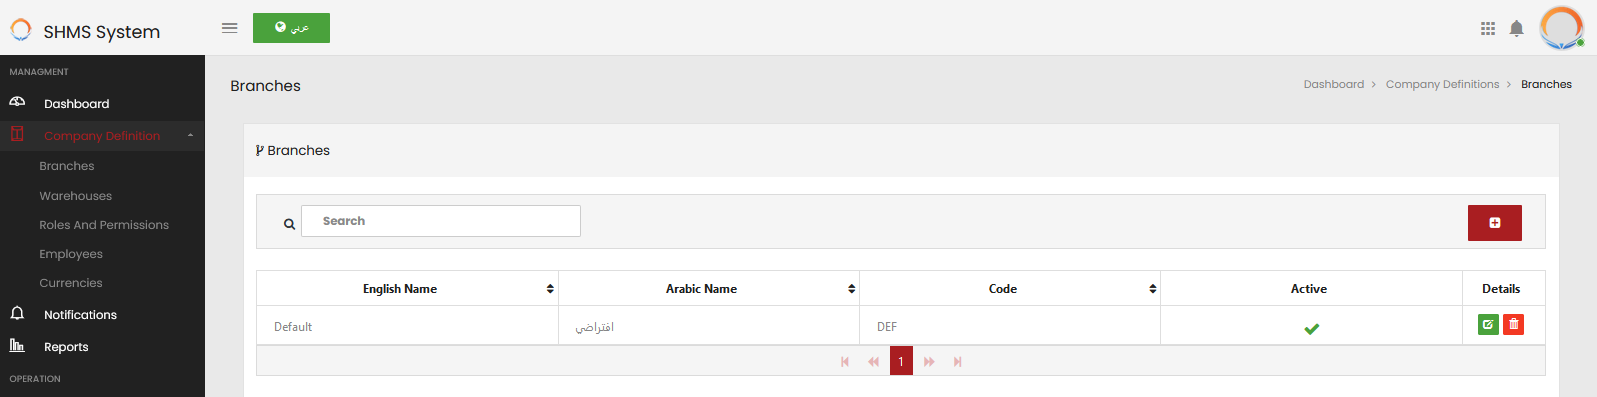 SHMS System
عربي
MANAGMENT
Dashboard
Company Definition
Branches
Warehouses
Roles And Permissions
Employees
Currencies
Notifications
Reports
OPERATION
Branches
Dashboard > Company Definitions > Branches
Branches
Search
English Name Arabic Name Code Active Details
Default افتراضي DEF
1